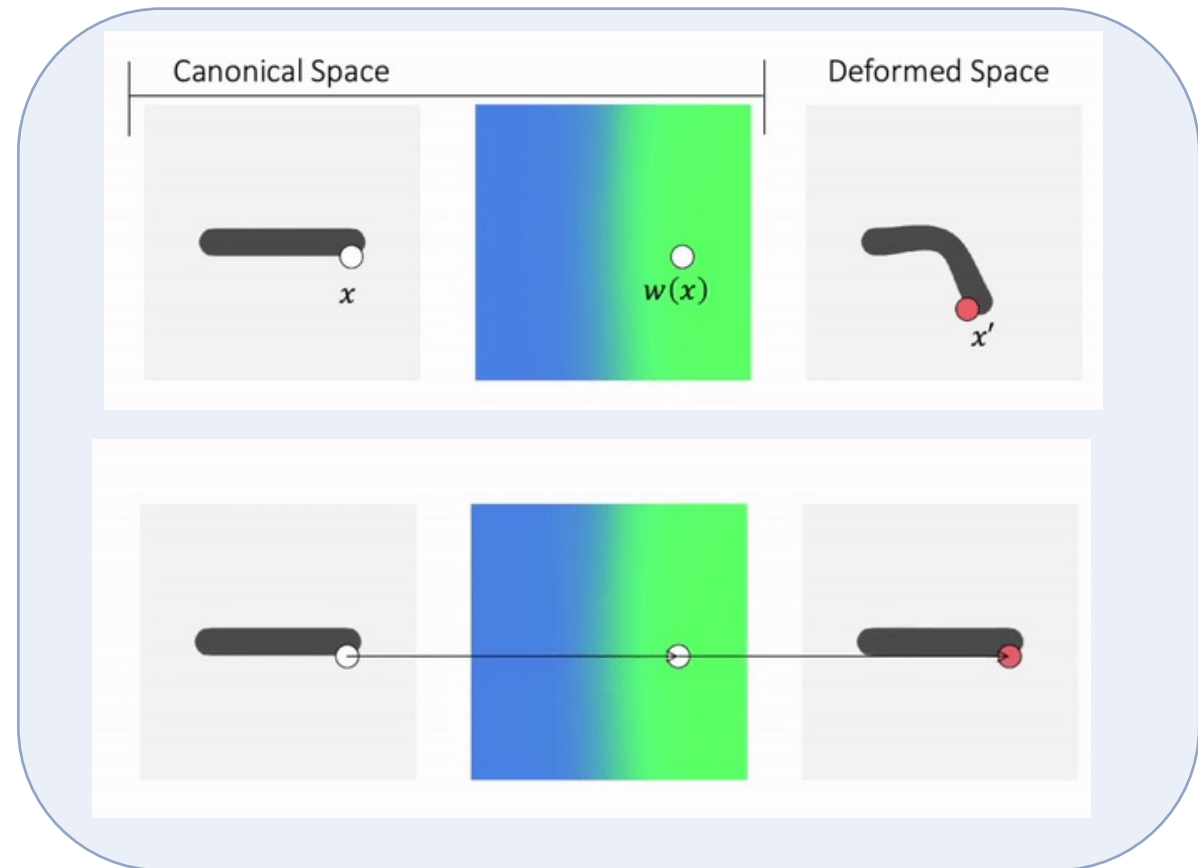 Canonical Space
Deformed Space
x
w(x)
x′